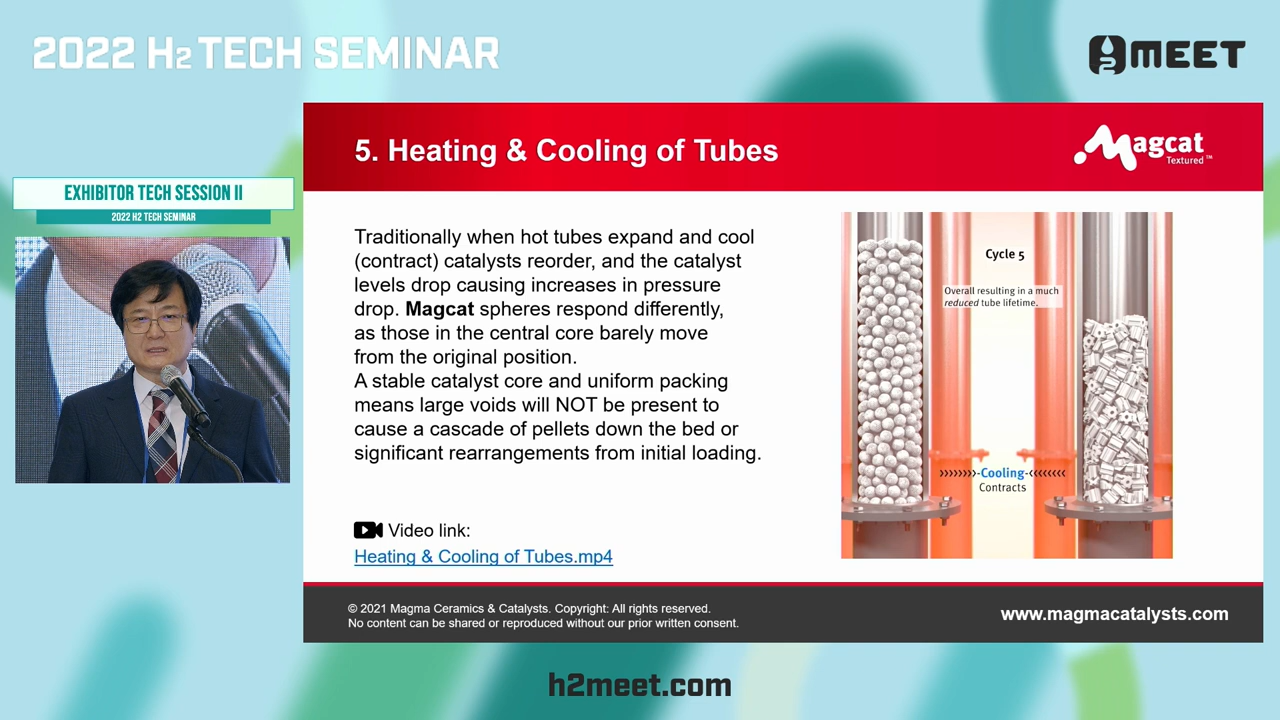 2022 H2 TECH SEMINAR
MEET
EXHIBITOR TECH SESSION II
2022 H2 TECH SEMINAR
5. Heating & Cooling of Tubes
Magcat
Textured™
Traditionally when hot tubes expand and cool
(contract) catalysts reorder, and the catalyst
levels drop causing increases in pressure
drop. Magcat spheres respond differently,
as those in the central core barely move
from the original position.
A stable catalyst core and uniform packing
means large voids will NOT be present to
cause a cascade of pellets down the bed or
significant rearrangements from initial loading.
Video link:
Heating & Cooling of Tubes.mp4
Cycle 5
Overall resulting in a much
reduced tube lifetime.
>>>>>>>-Cooling-<<<<<<<
Contracts
© 2021 Magma Ceramics & Catalysts. Copyright: All rights reserved.
No content can be shared or reproduced without our prior written consent.
www.magmacatalysts.com
h2meet.com